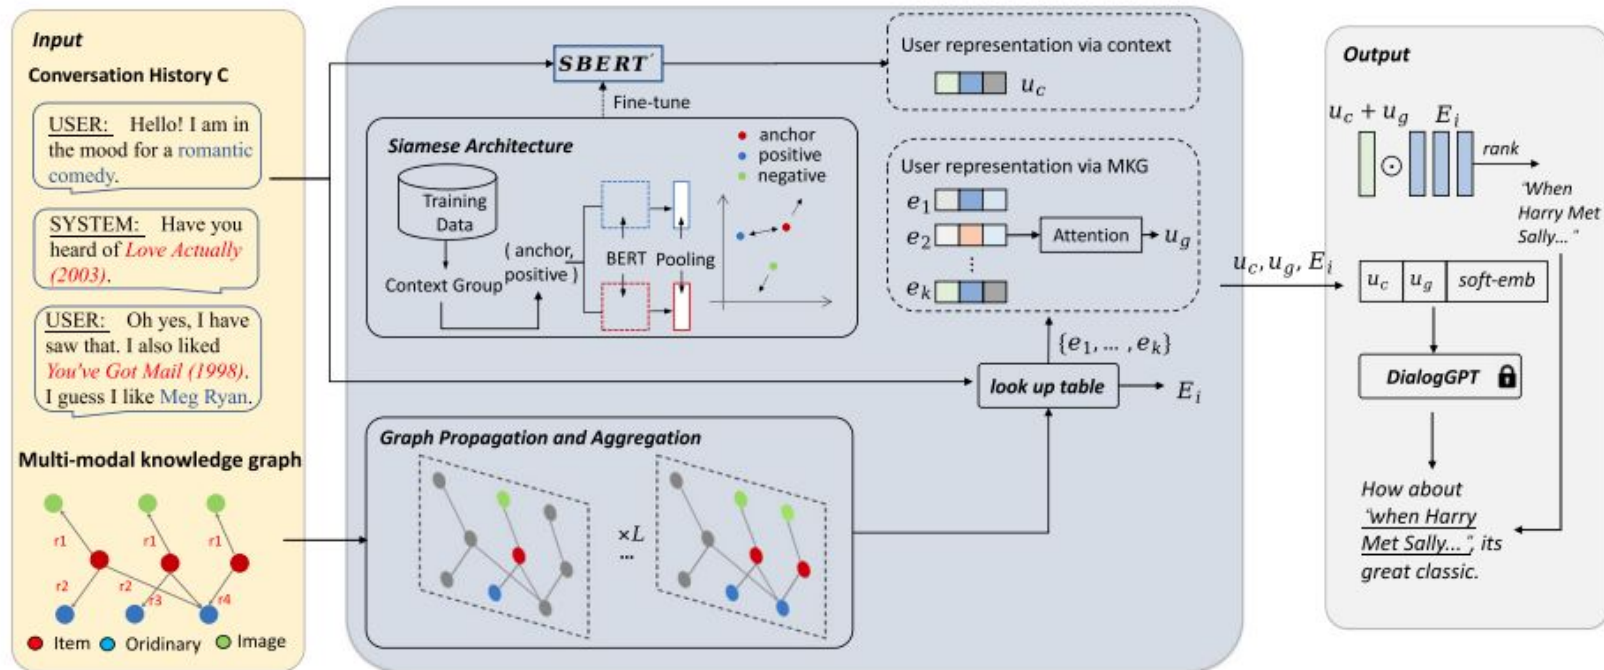 Input
Conversation History C
USER: Hello! I am in
the mood for a romantic
comedy.
SYSTEM: Have you
heard of Love Actually
(2003).
USER: Oh yes, I have
saw that. I also liked
You've Got Mail (1998).
I guess I like Meg Ryan.
Multi-modal knowledge graph
r1 r1 r1
r2 r2 r3 r4
Item Oridinary Image
SBERT′
Fine-tune
Siamese Architecture
anchor
positive
negative
Training
Data
Context Group
( anchor,
positive )
BERT Pooling
Graph Propagation and Aggregation
×L
...
User representation via context
u_c
User representation via MKG
e_1
e_2
⋮
e_k
Attention
u_g
{e_1, … , e_k}
look up table
E_i
u_c, u_g, E_i
Output
u_c + u_g E_i
⊙
rank
"When
Harry Met
Sally..."
u_c u_g soft-emb
DialogGPT
How about
"when Harry
Met Sally...", its
great classic.